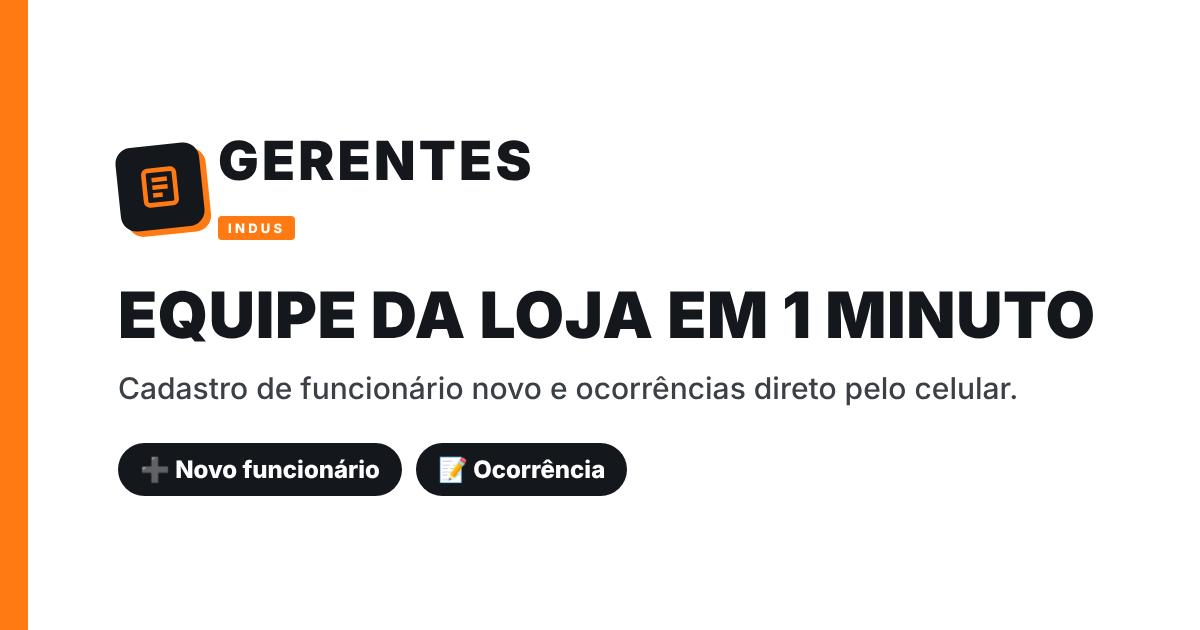 GERENTES
INDUS
EQUIPE DA LOJA EM 1 MINUTO
Cadastro de funcionário novo e ocorrências direto pelo celular.
➕ Novo funcionário
📝 Ocorrência